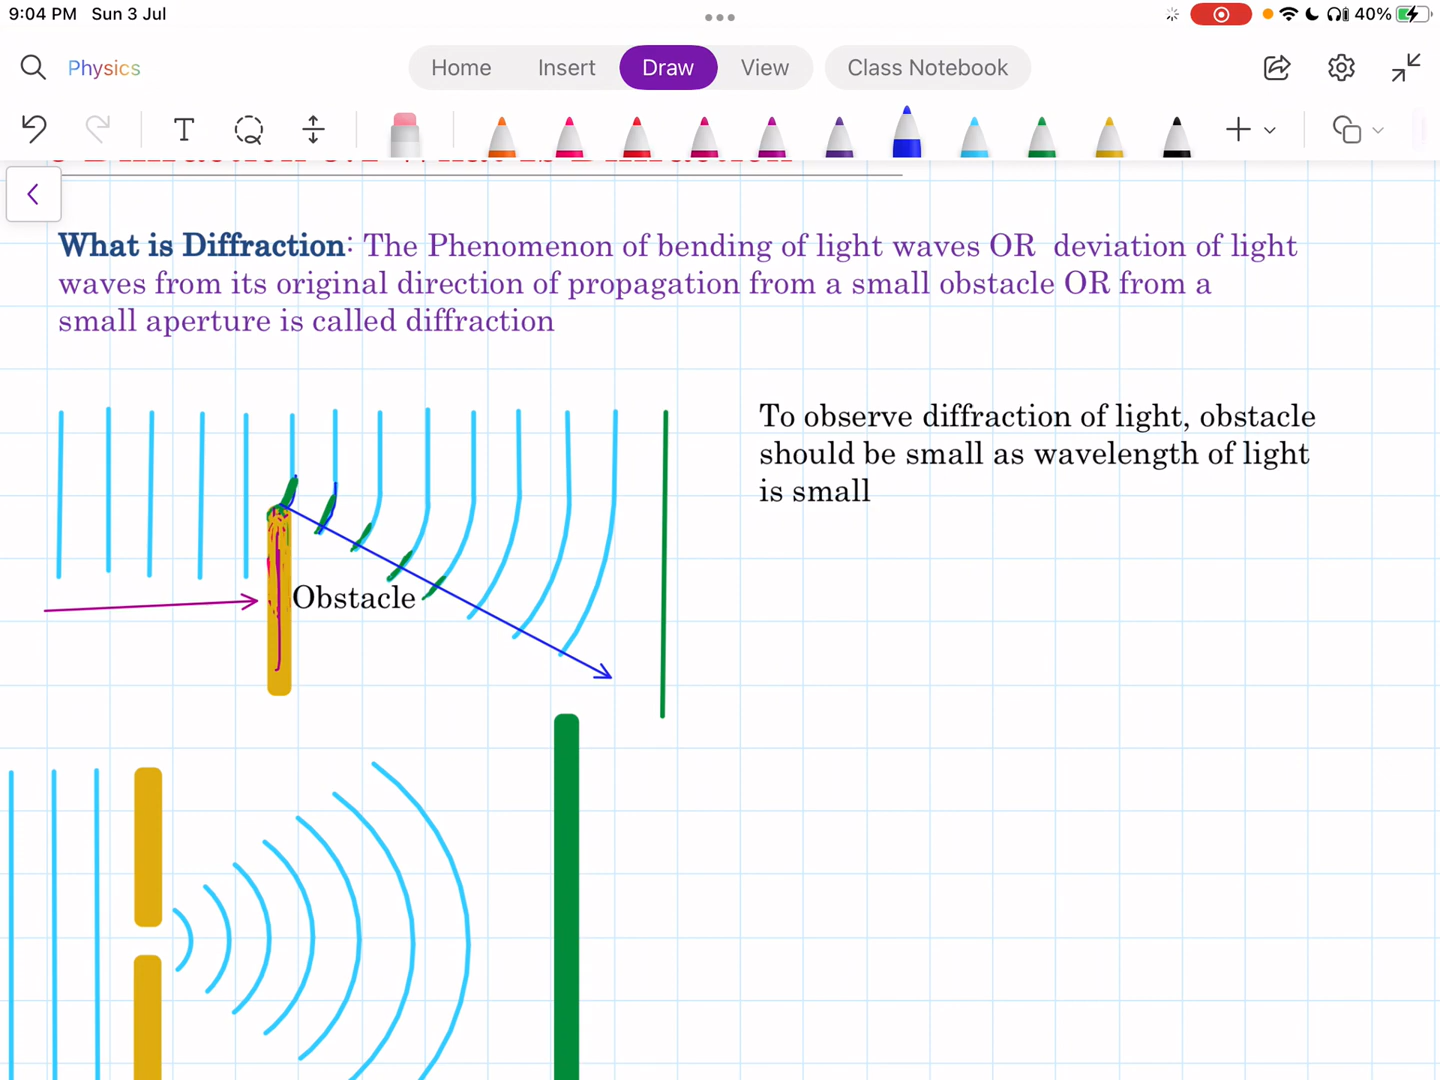 9:04 PM Sun 3 Jul
40%
Physics
Home Insert Draw View Class Notebook
What is Diffraction: The Phenomenon of bending of light waves OR deviation of light
waves from its original direction of propagation from a small obstacle OR from a
small aperture is called diffraction
To observe diffraction of light, obstacle
should be small as wavelength of light
is small
Obstacle